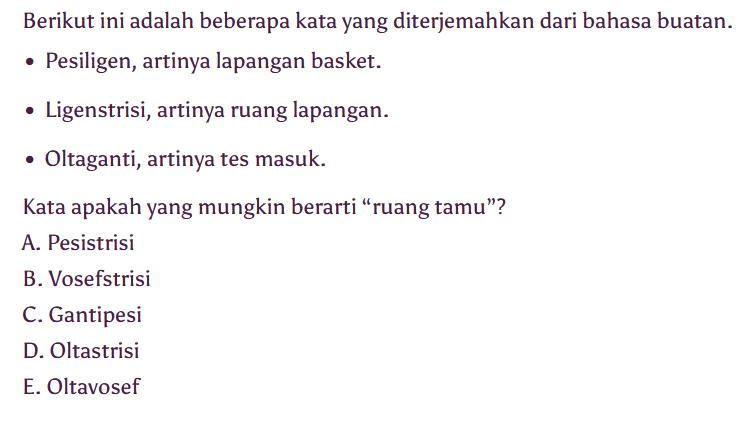 Berikut ini adalah beberapa kata yang diterjemahkan dari bahasa buatan.
• Pesiligen, artinya lapangan basket.
• Ligenstrisi, artinya ruang lapangan.
• Oltaganti, artinya tes masuk.
Kata apakah yang mungkin berarti “ruang tamu”?
A. Pesistrisi
B. Vosefstrisi
C. Gantipesi
D. Oltastrisi
E. Oltavosef